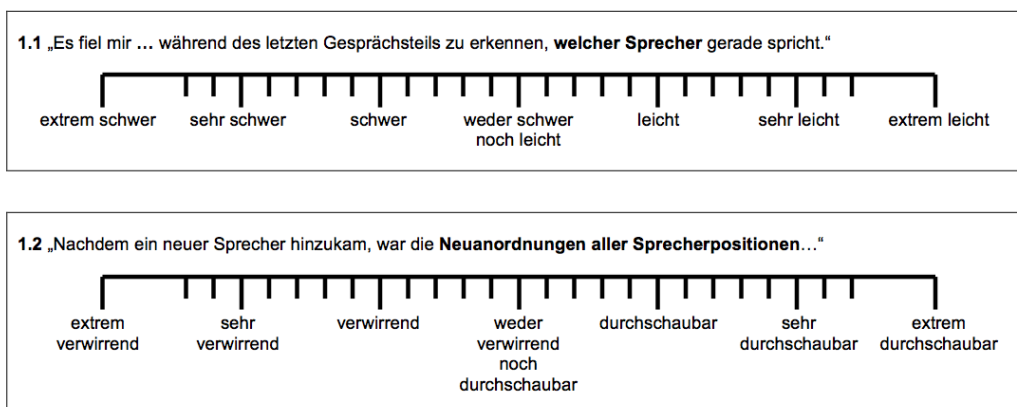 1.1 „Es fiel mir ... während des letzten Gesprächsteils zu erkennen, welcher Sprecher gerade spricht.“
extrem schwer sehr schwer schwer weder schwer noch leicht leicht sehr leicht extrem leicht
1.2 „Nachdem ein neuer Sprecher hinzukam, war die Neuanordnungen aller Sprecherpositionen…“
extrem verwirrend sehr verwirrend verwirrend weder verwirrend noch durchschaubar durchschaubar sehr durchschaubar extrem durchschaubar